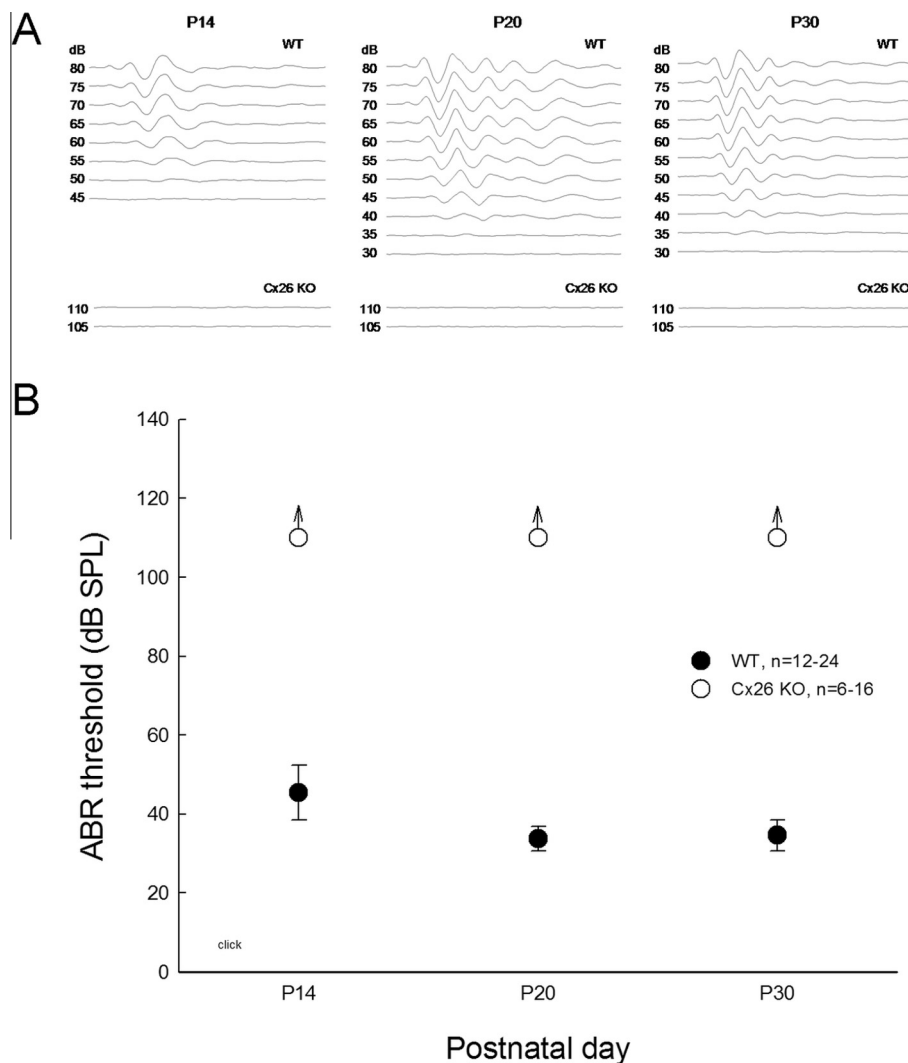 A
P14
P20
P30
dB
WT
80
75
70
65
60
55
50
45
dB
WT
80
75
70
65
60
55
50
45
40
35
30
dB
WT
80
75
70
65
60
55
50
45
40
35
30
Cx26 KO
110
105
Cx26 KO
110
105
Cx26 KO
110
105
B
ABR threshold (dB SPL)
140
120
100
80
60
40
20
0
WT, n=12-24
Cx26 KO, n=6-16
click
P14
P20
P30
Postnatal day